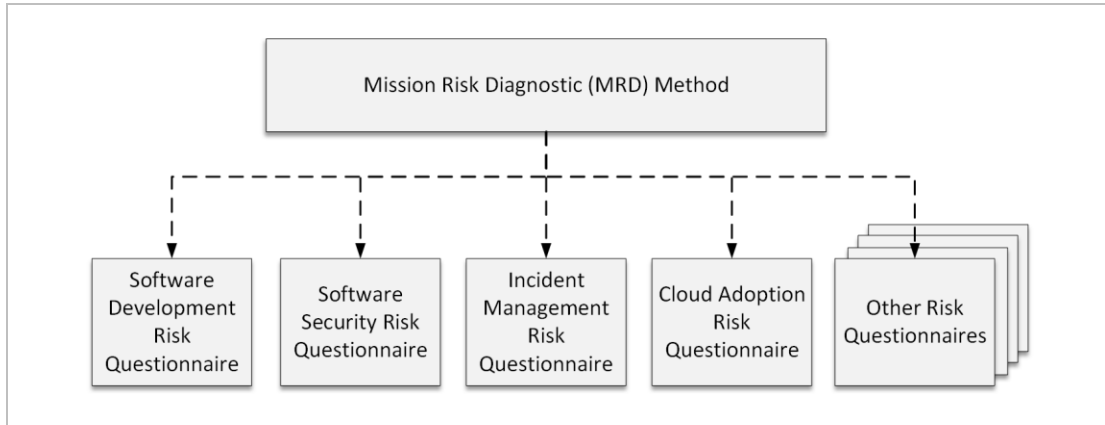 Mission Risk Diagnostic (MRD) Method
Software
Development
Risk
Questionnaire
Software
Security Risk
Questionnaire
Incident
Management
Risk
Questionnaire
Cloud Adoption
Risk
Questionnaire
Other Risk
Questionnaires